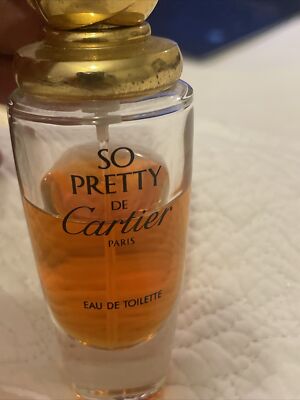 SO
PRETTY
DE
Cartier
PARIS
EAU DE TOILETTE